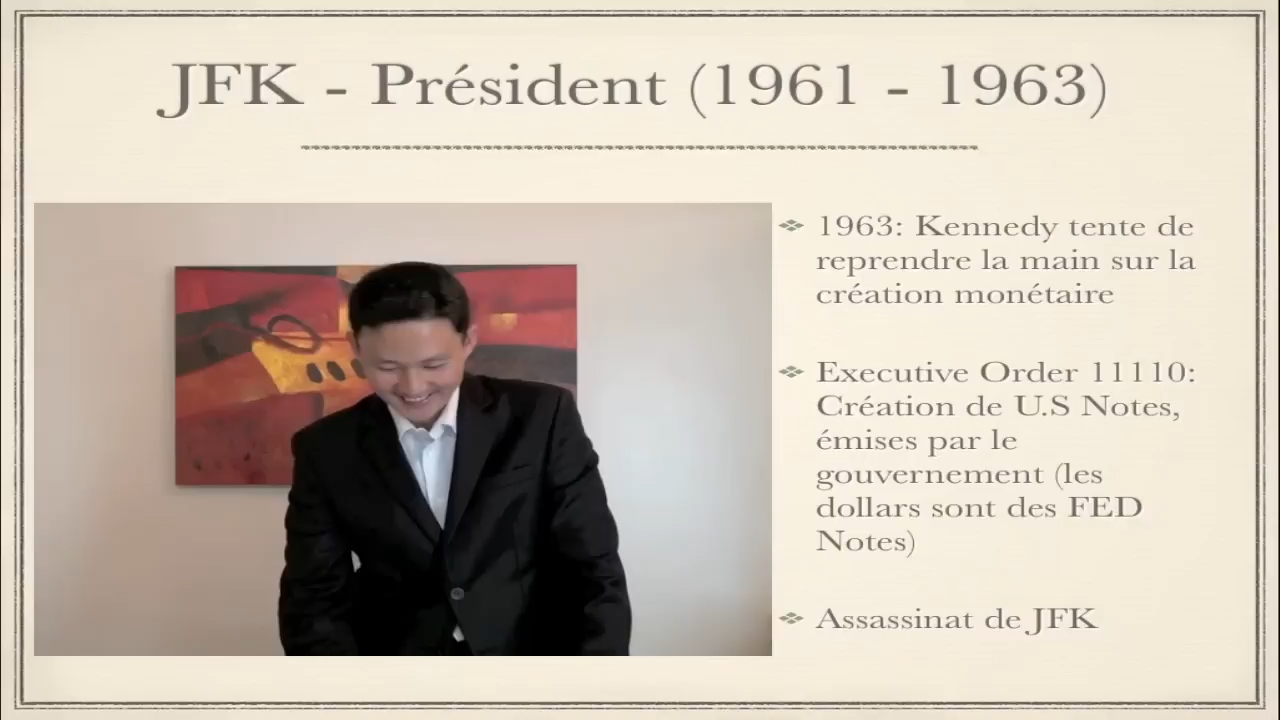 JFK - Président (1961 - 1963)
1963: Kennedy tente de
reprendre la main sur la
création monétaire
Executive Order 11110:
Création de U.S Notes,
émises par le
gouvernement (les
dollars sont des FED
Notes)
Assassinat de JFK